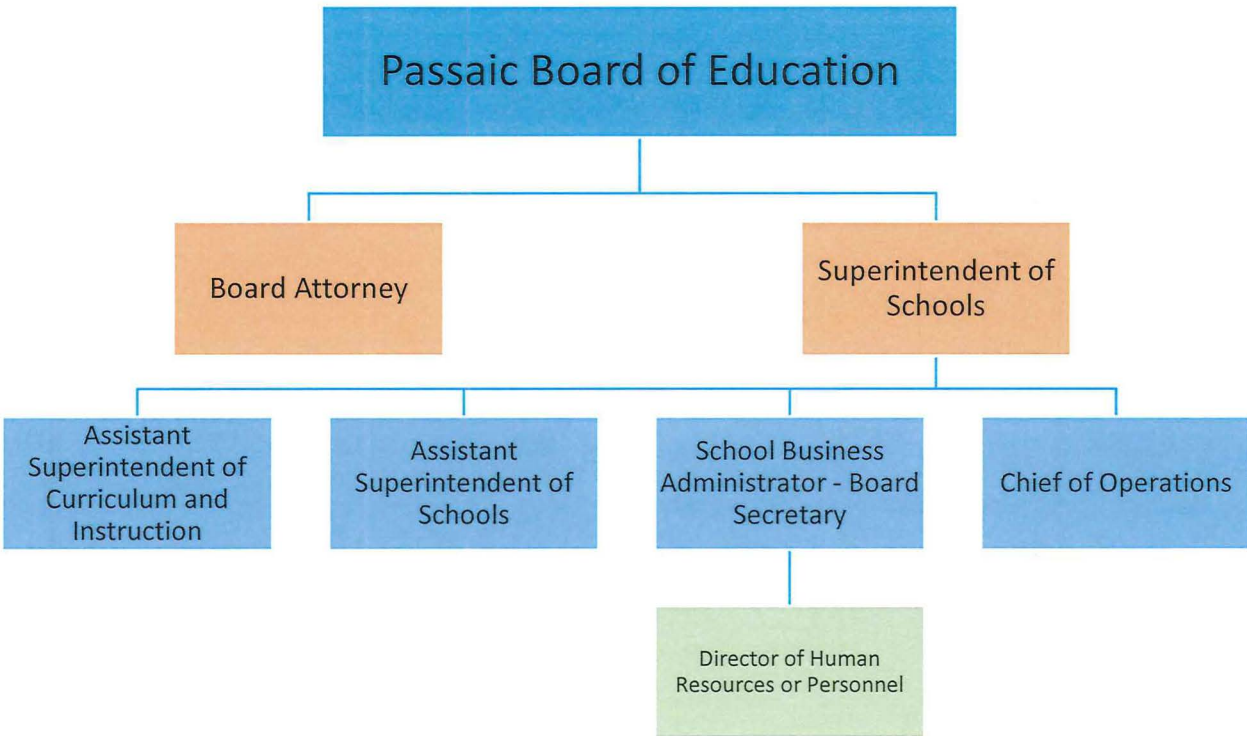 Passaic Board of Education
Board Attorney
Superintendent of
Schools
Assistant
Superintendent of
Curriculum and
Instruction
Assistant
Superintendent of
Schools
School Business
Administrator - Board
Secretary
Chief of Operations
Director of Human
Resources or Personnel